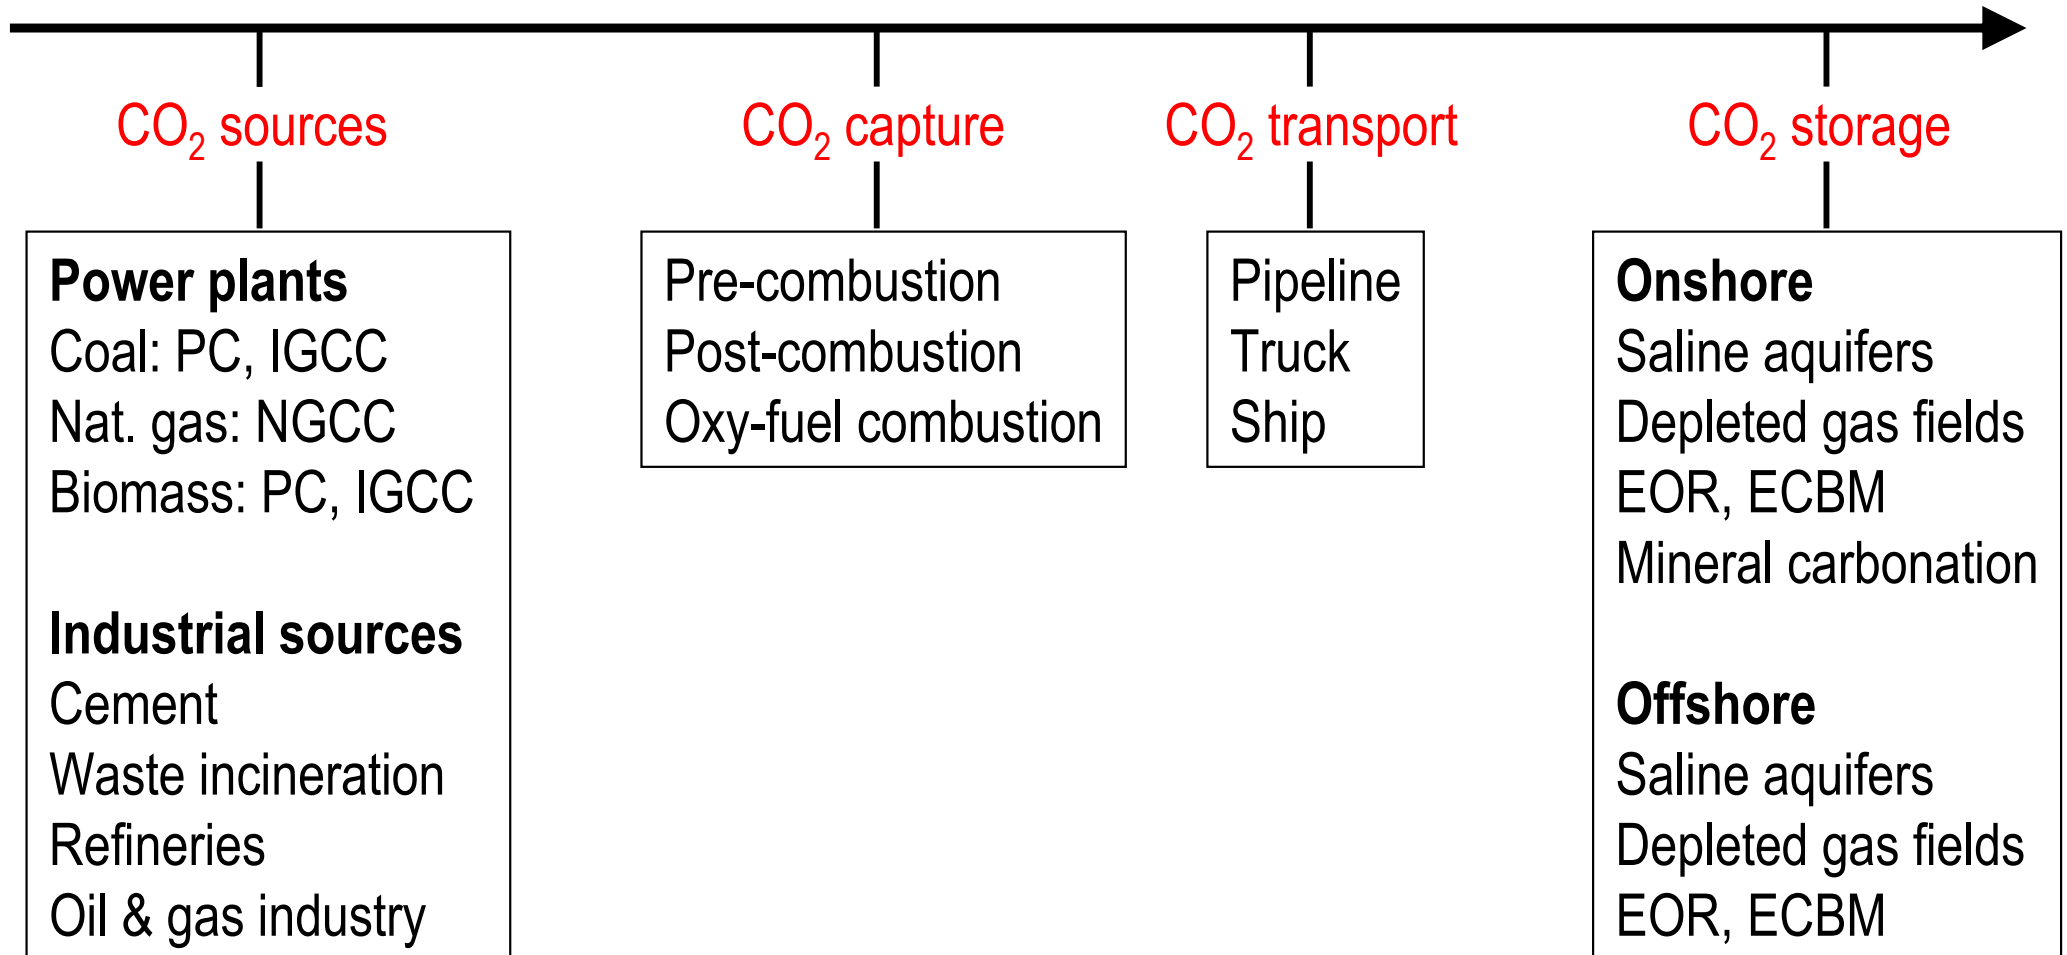 CO₂ sources
CO₂ capture
CO₂ transport
CO₂ storage
Power plants
Coal: PC, IGCC
Nat. gas: NGCC
Biomass: PC, IGCC
Industrial sources
Cement
Waste incineration
Refineries
Oil & gas industry
Pre-combustion
Post-combustion
Oxy-fuel combustion
Pipeline
Truck
Ship
Onshore
Saline aquifers
Depleted gas fields
EOR, ECBM
Mineral carbonation
Offshore
Saline aquifers
Depleted gas fields
EOR, ECBM